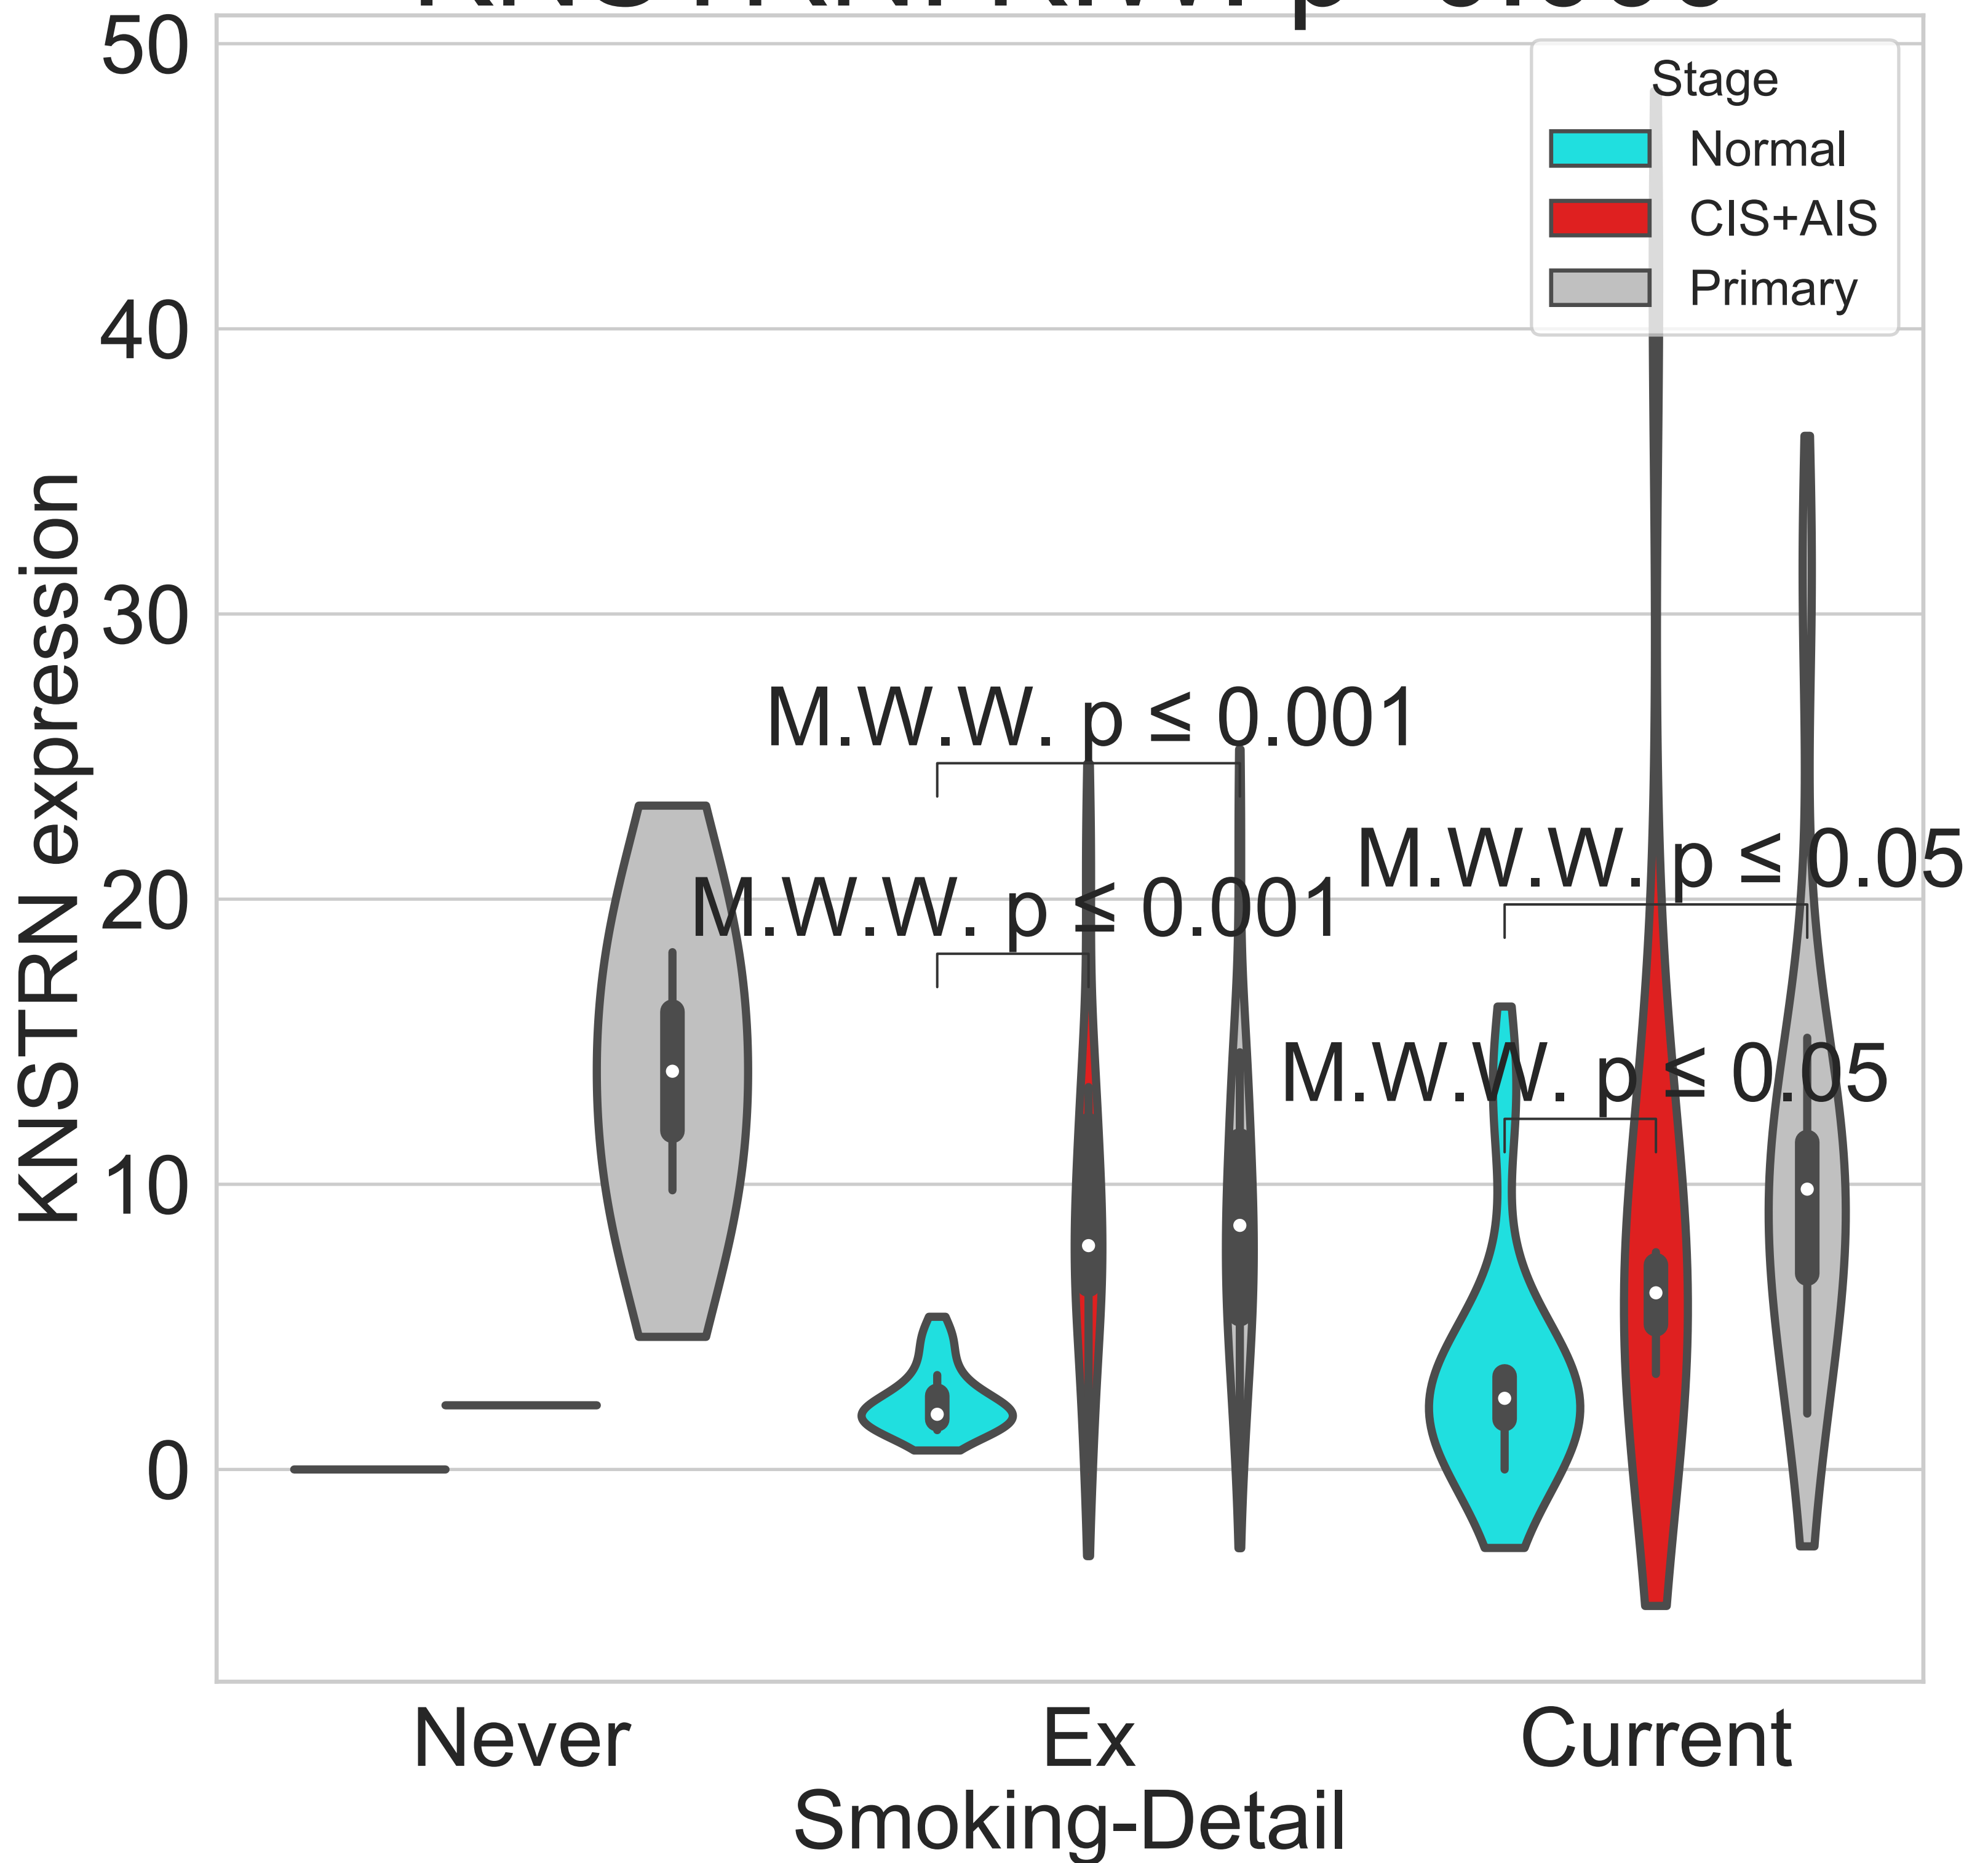 50
Stage
Normal
CIS+AIS
Primary
40
30
M.W.W. p ≤ 0.001
M.W.W. p ≤ 0.05
M.W.W. p ≤ 0.001
20
M.W.W. p ≤ 0.05
10
0
KNSTRN expression
Never
Ex
Current
Smoking-Detail